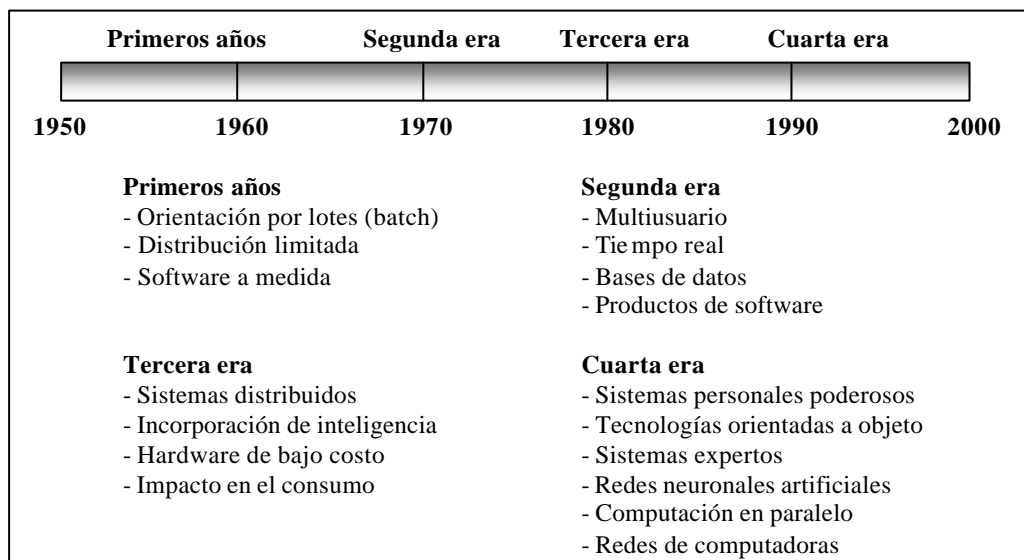 Primeros años Segunda era Tercera era Cuarta era
1950 1960 1970 1980 1990 2000
Primeros años
- Orientación por lotes (batch)
- Distribución limitada
- Software a medida
Segunda era
- Multiusuario
- Tiempo real
- Bases de datos
- Productos de software
Tercera era
- Sistemas distribuidos
- Incorporación de inteligencia
- Hardware de bajo costo
- Impacto en el consumo
Cuarta era
- Sistemas personales poderosos
- Tecnologías orientadas a objeto
- Sistemas expertos
- Redes neuronales artificiales
- Computación en paralelo
- Redes de computadoras